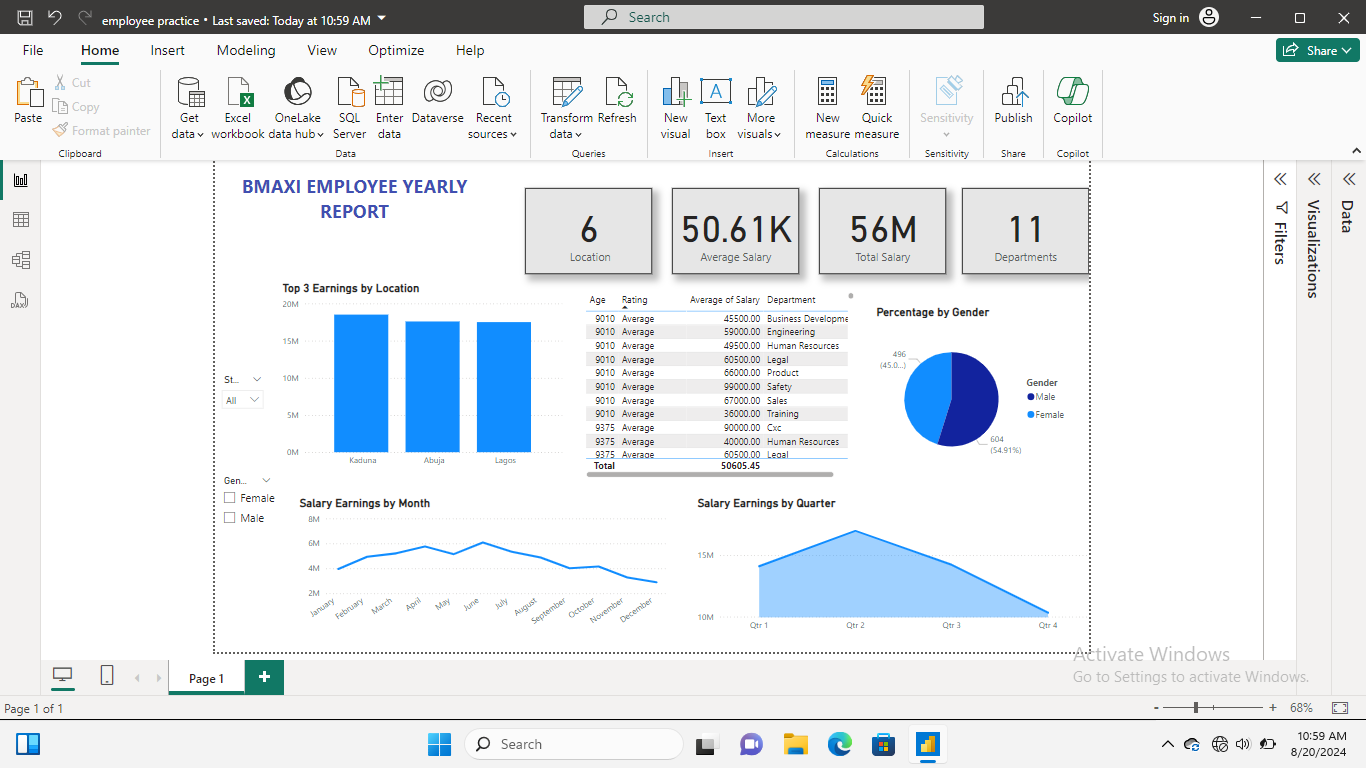 employee practice • Last saved: Today at 10:59 AM
Search
Sign in
File Home Insert Modeling View Optimize Help
Share
Paste
Cut
Copy
Format painter
Get data
Excel workbook
OneLake data hub
SQL Server
Enter data
Dataverse
Recent sources
Transform data
Refresh
New visual
Text box
More visuals
New measure
Quick measure
Sensitivity
Publish
Copilot
Clipboard Data Queries Insert Calculations Sensitivity Share Copilot
BMAXI EMPLOYEE YEARLY
REPORT
6
Location
50.61K
Average Salary
56M
Total Salary
11
Departments
Filters
Visualizations
Data
Top 3 Earnings by Location
20M
15M
10M
5M
0M
Kaduna Abuja Lagos
St...
All
Gen...
Female
Male
Age Rating Average of Salary Department
9010 Average 45500.00 Business Developme
9010 Average 59000.00 Engineering
9010 Average 49500.00 Human Resources
9010 Average 60500.00 Legal
9010 Average 66000.00 Product
9010 Average 99000.00 Safety
9010 Average 67000.00 Sales
9010 Average 36000.00 Training
9375 Average 90000.00 Cxc
9375 Average 40000.00 Human Resources
9375 Average 60500.00 Legal
Total 50605.45
Percentage by Gender
496
(45.0...)
604
(54.91%)
Gender
Male
Female
Salary Earnings by Month
8M
6M
4M
2M
January February March April May June July August September October November December
Salary Earnings by Quarter
15M
10M
Qtr 1 Qtr 2 Qtr 3 Qtr 4
Activate Windows
Go to Settings to activate Windows.
Page 1
+
Page 1 of 1
- + 68%
Search
10:59 AM
8/20/2024